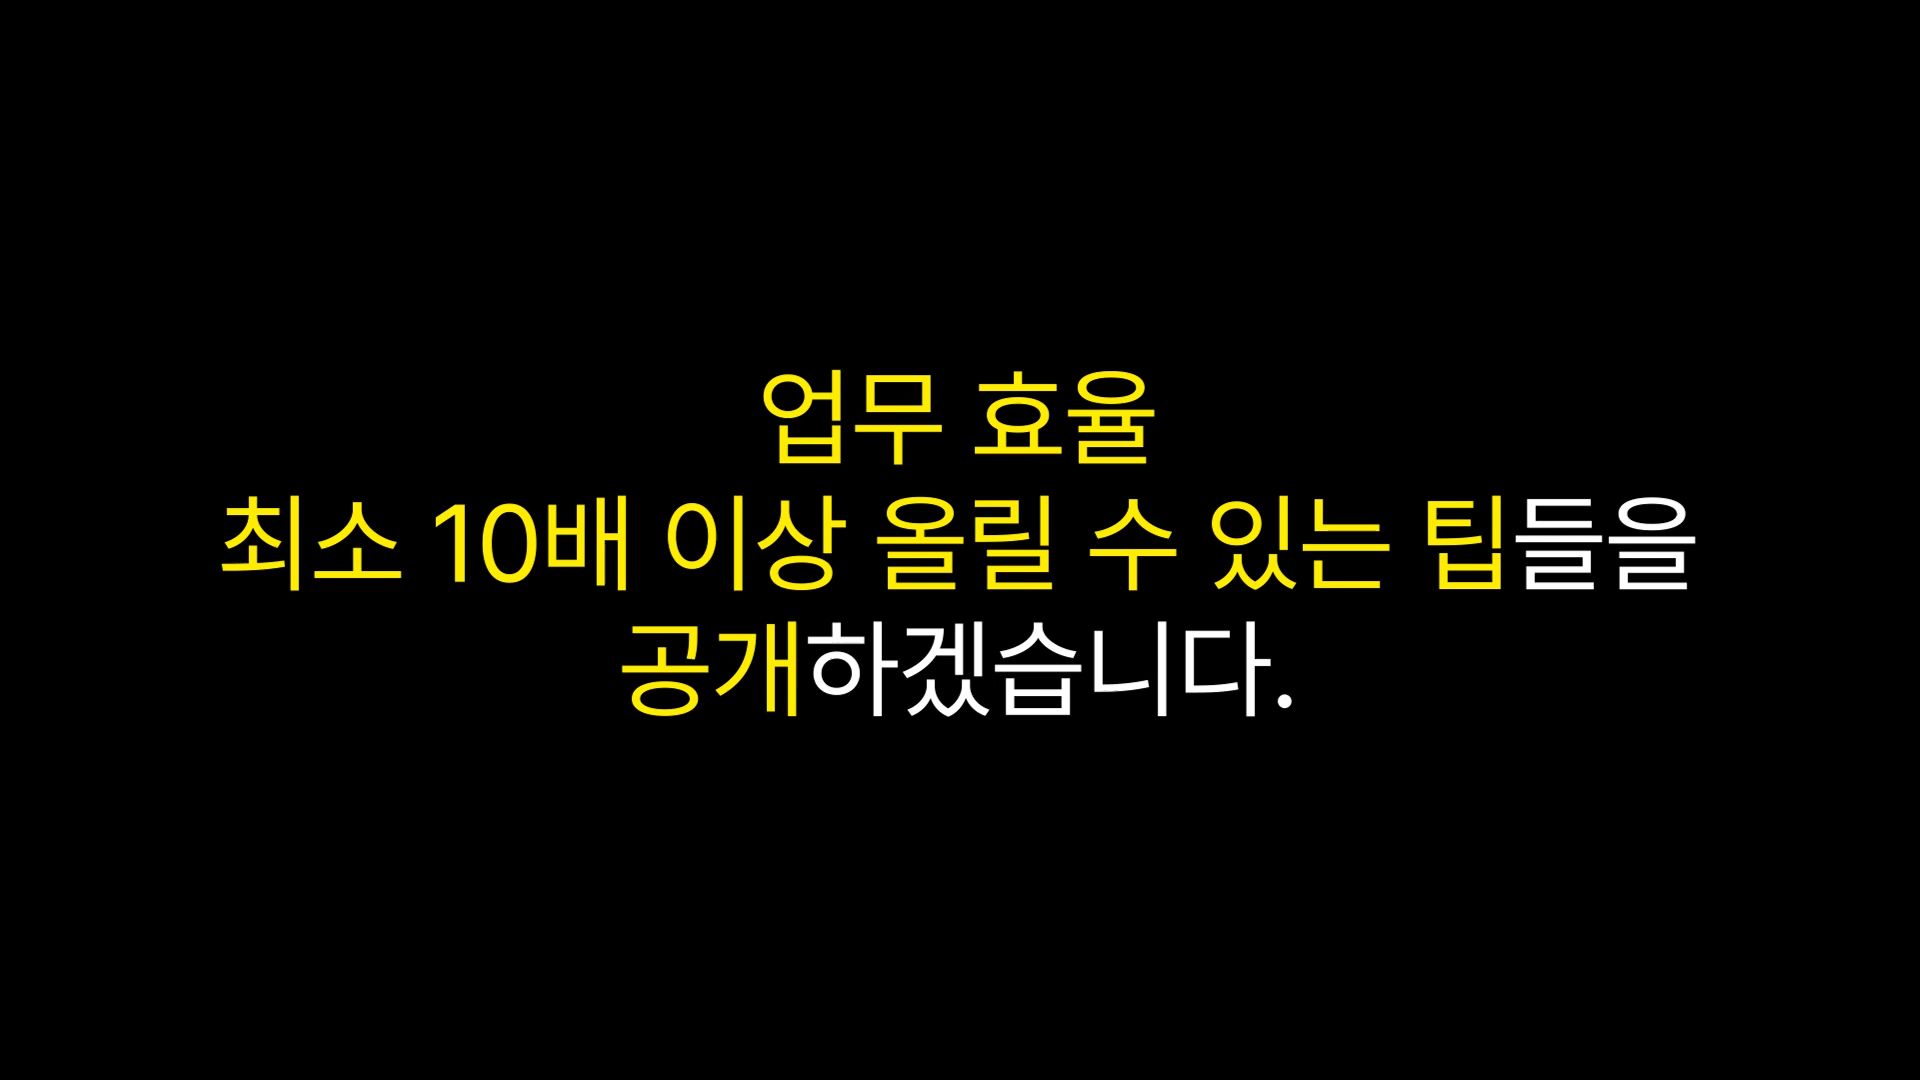 업무 효율
최소 10배 이상 올릴 수 있는 팁들을
공개하겠습니다.